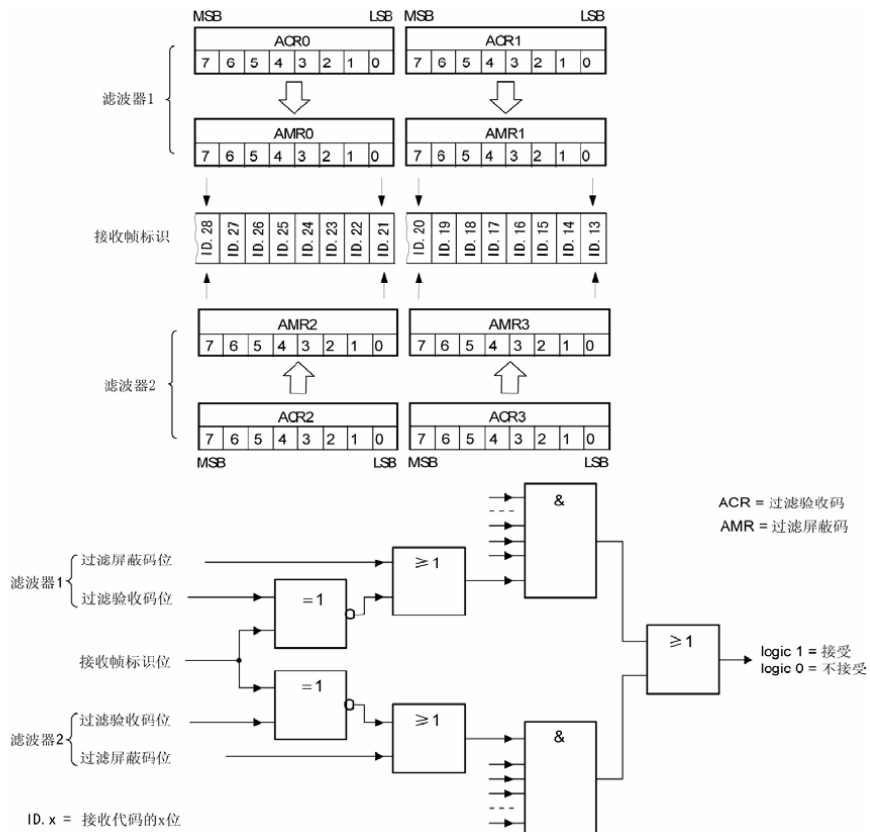 MSB LSB MSB LSB
ACR0 ACR1
7 6 5 4 3 2 1 0 7 6 5 4 3 2 1 0
滤波器1
AMR0 AMR1
7 6 5 4 3 2 1 0 7 6 5 4 3 2 1 0
接收帧标识
ID.28 ID.27 ID.26 ID.25 ID.24 ID.23 ID.22 ID.21 ID.20 ID.19 ID.18 ID.17 ID.16 ID.15 ID.14 ID.13
AMR2 AMR3
7 6 5 4 3 2 1 0 7 6 5 4 3 2 1 0
滤波器2
ACR2 ACR3
7 6 5 4 3 2 1 0 7 6 5 4 3 2 1 0
MSB LSB MSB LSB
&
ACR = 过滤验收码
AMR = 过滤屏蔽码
滤波器1
过滤屏蔽码位
≥1
过滤验收码位
=1
接收帧标识位
≥1
logic 1 = 接受
logic 0 = 不接受
=1
滤波器2
过滤验收码位
≥1
过滤屏蔽码位
&
ID.x = 接收代码的x位